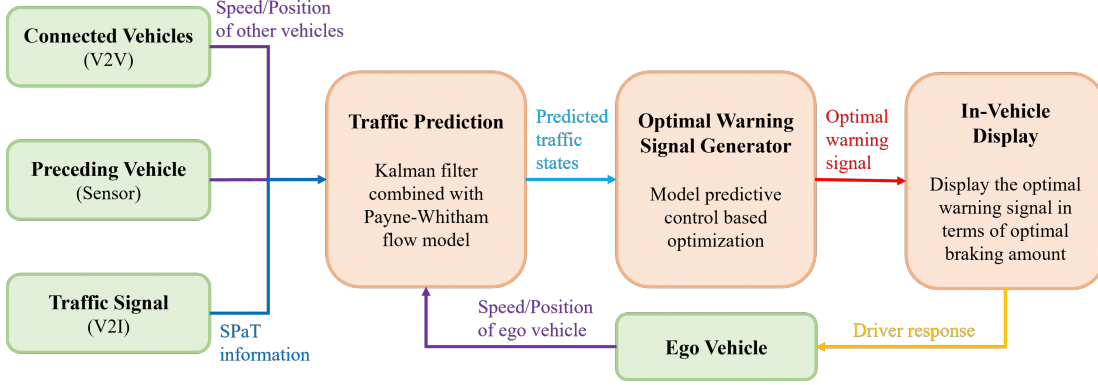 Connected Vehicles
(V2V)
Speed/Position
of other vehicles
Preceding Vehicle
(Sensor)
Traffic Signal
(V2I)
SPaT
information
Traffic Prediction
Kalman filter
combined with
Payne-Whitham
flow model
Predicted
traffic
states
Optimal Warning
Signal Generator
Model predictive
control based
optimization
Optimal
warning
signal
In-Vehicle
Display
Display the optimal
warning signal in
terms of optimal
braking amount
Speed/Position
of ego vehicle
Ego Vehicle
Driver response